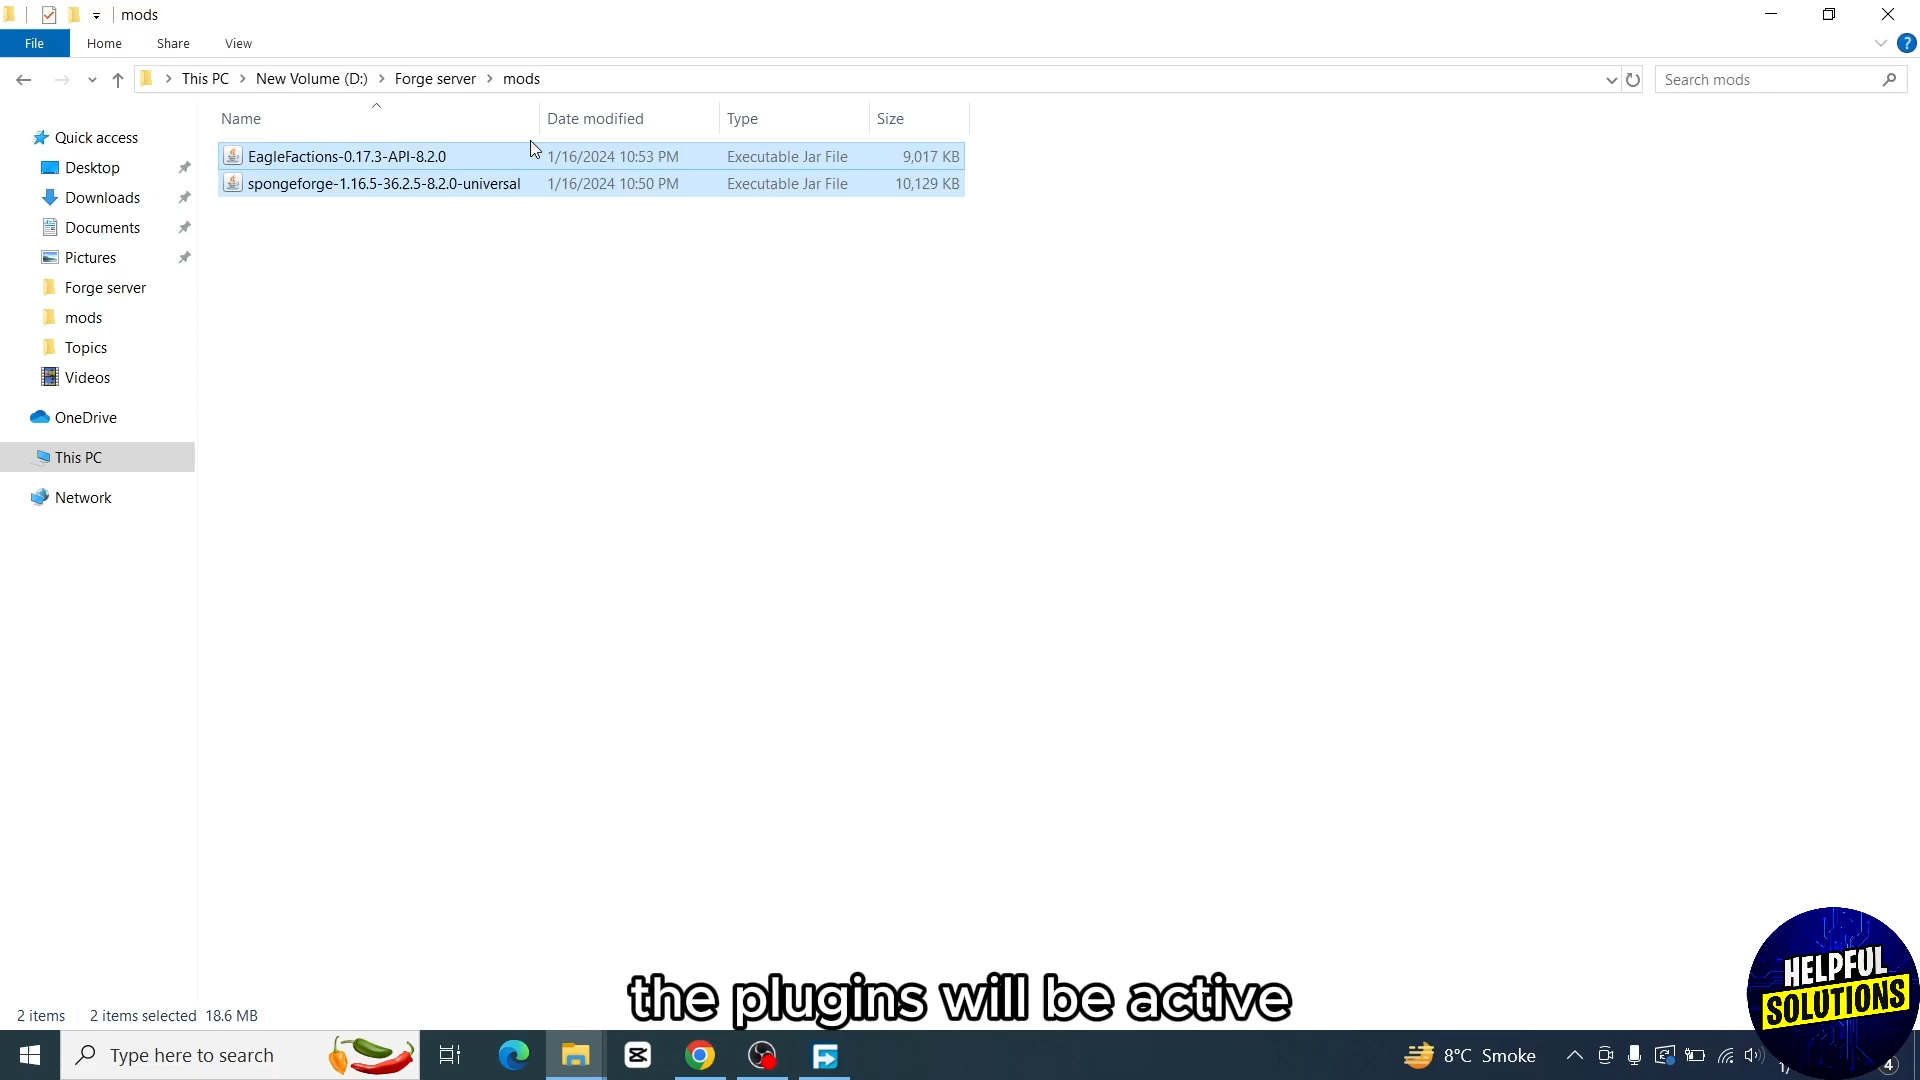 mods
File Home Share View
This PC New Volume (D:) Forge server mods
Search mods
Name Date modified Type Size
EagleFactions-0.17.3-API-8.2.0 1/16/2024 10:53 PM Executable Jar File 9,017 KB
spongeforge-1.16.5-36.2.5-8.2.0-universal 1/16/2024 10:50 PM Executable Jar File 10,129 KB
Quick access
Desktop
Downloads
Documents
Pictures
Forge server
mods
Topics
Videos
OneDrive
This PC
Network
the plugins will be active
HELPFUL
SOLUTIONS
2 items 2 items selected 18.6 MB
Type here to search
8°C Smoke
4